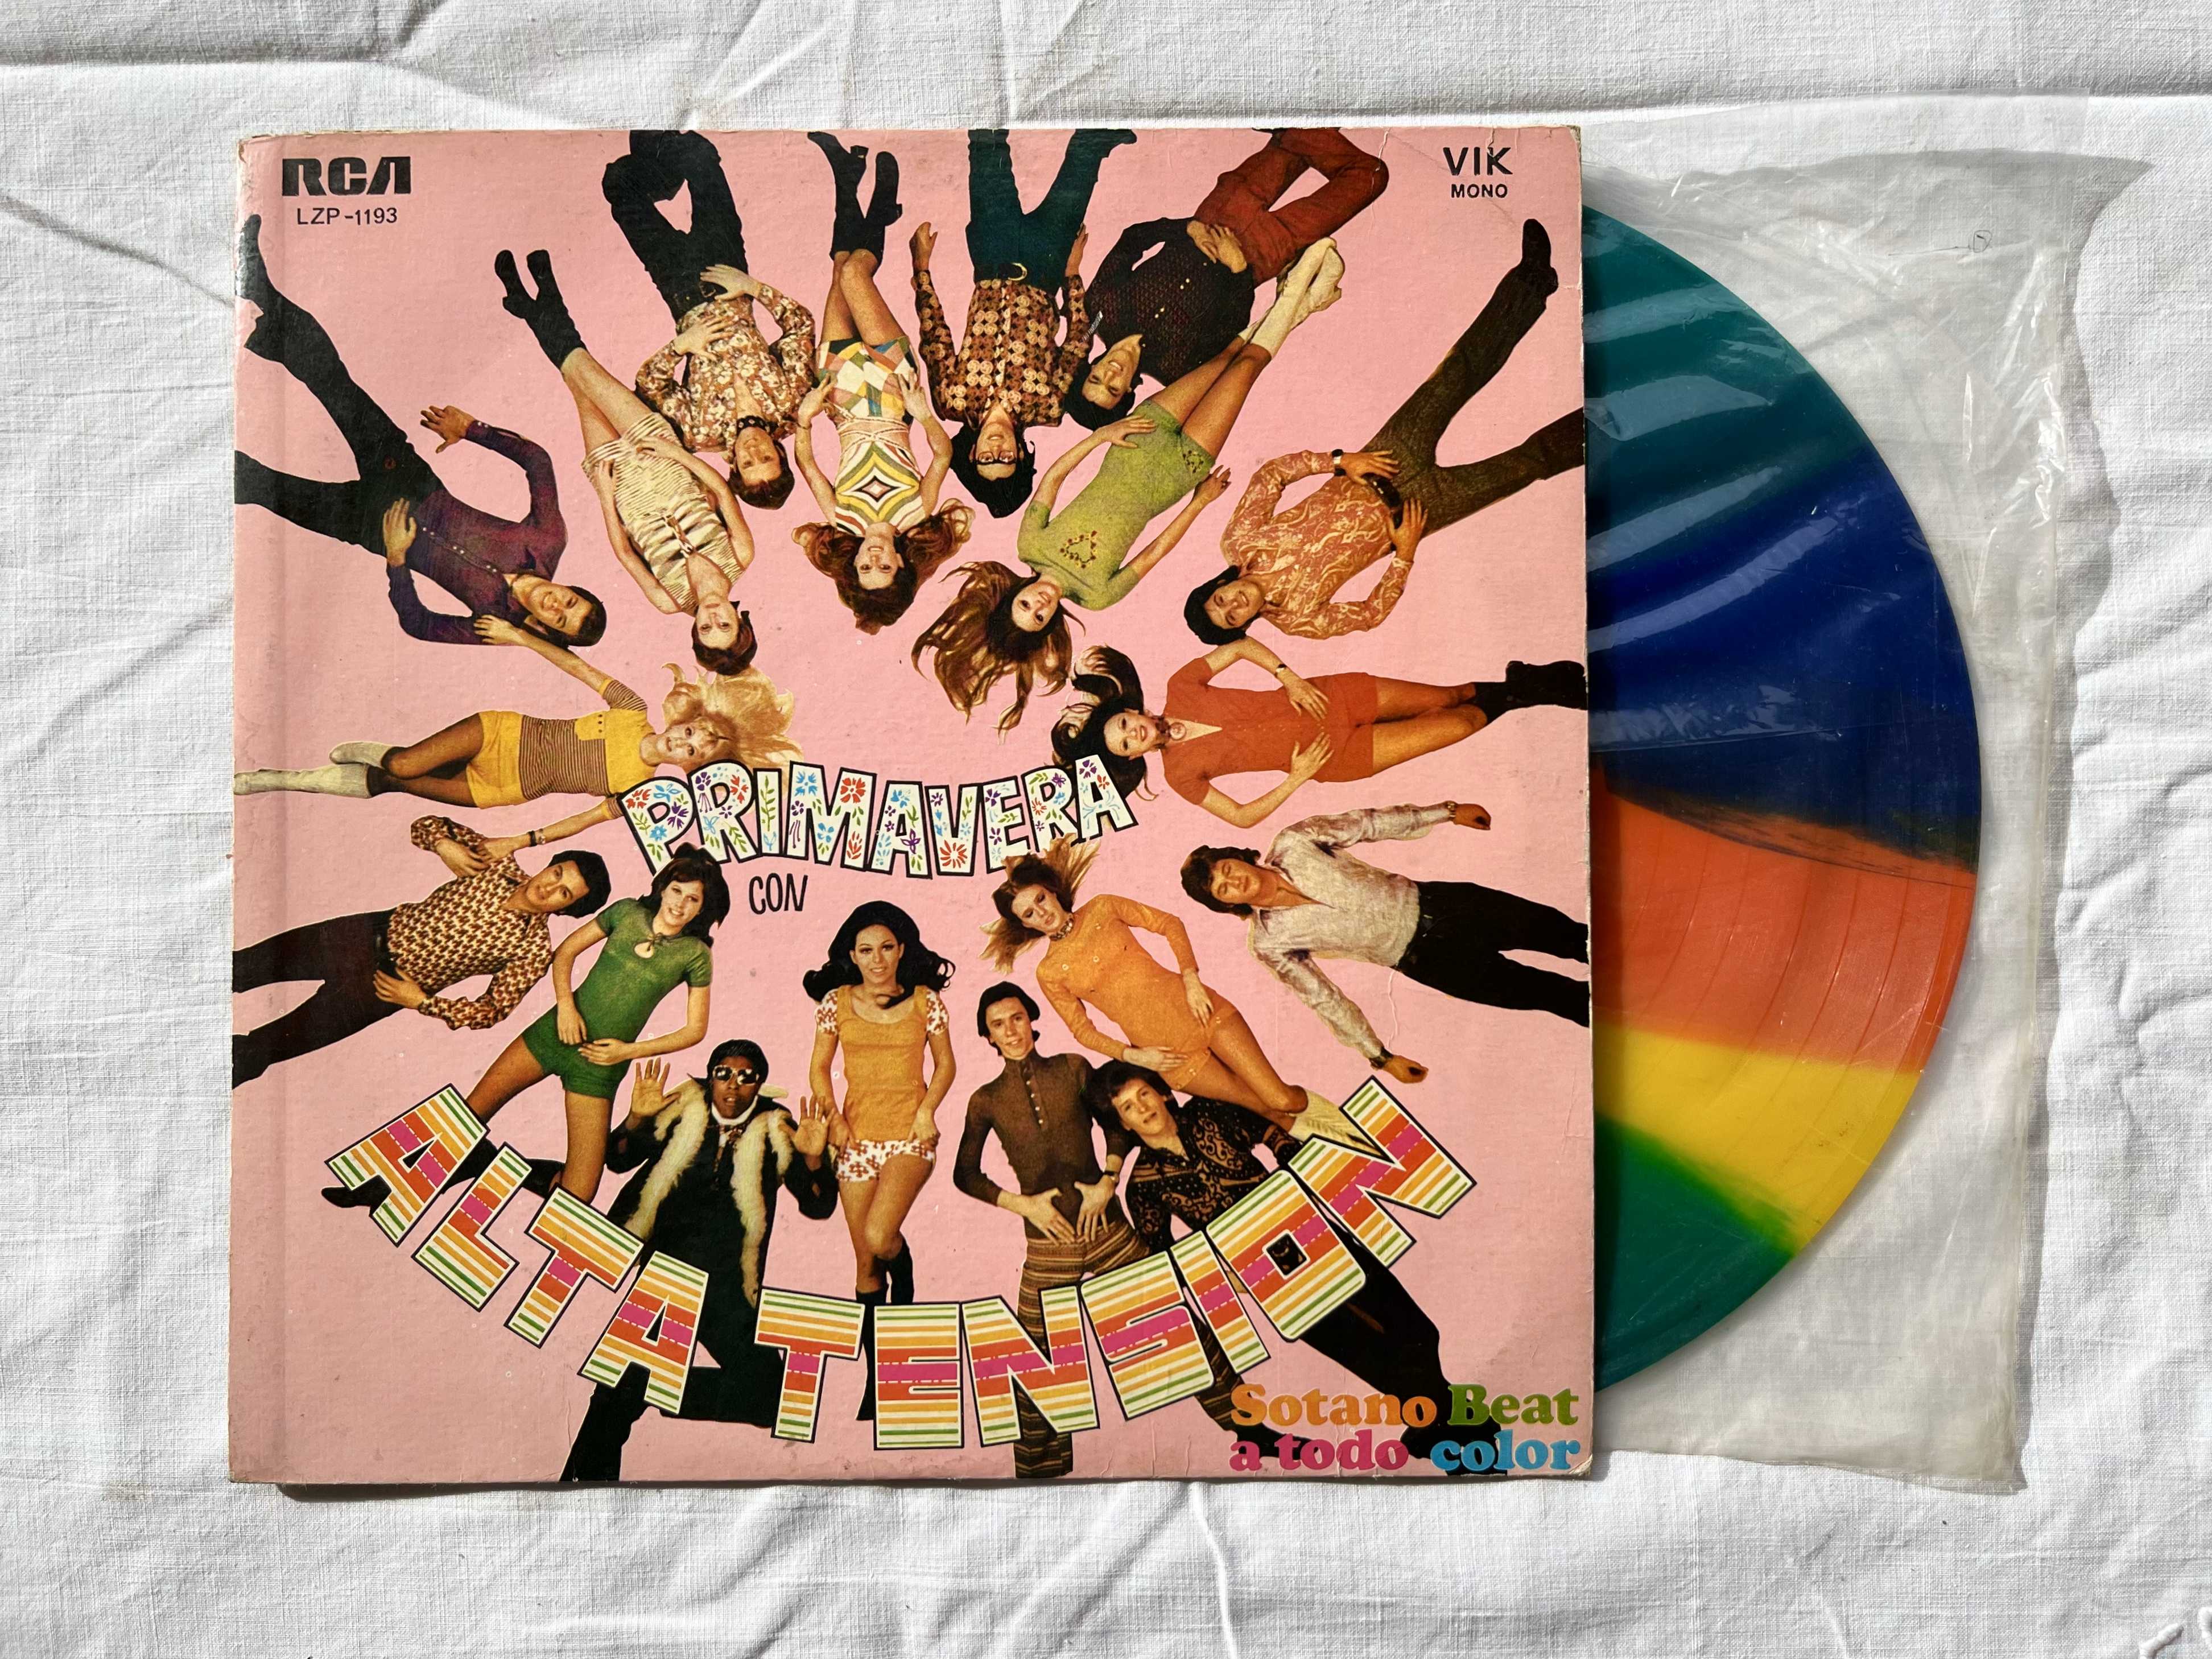 RCA
LZP-1193
VIK
MONO
PRIMAVERA
CON
ALTA TENSION
Sotano Beat
a todo color